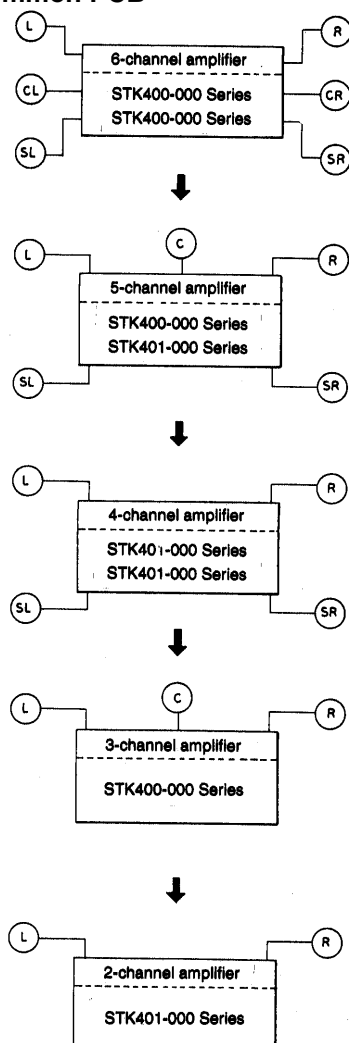 L
R
6-channel amplifier
CL
STK400-000 Series
CR
STK400-000 Series
SL
SR
C
L
R
5-channel amplifier
STK400-000 Series
STK401-000 Series
SL
SR
L
R
4-channel amplifier
STK401-000 Series
STK401-000 Series
SL
SR
C
L
R
3-channel amplifier
STK400-000 Series
L
R
2-channel amplifier
STK401-000 Series